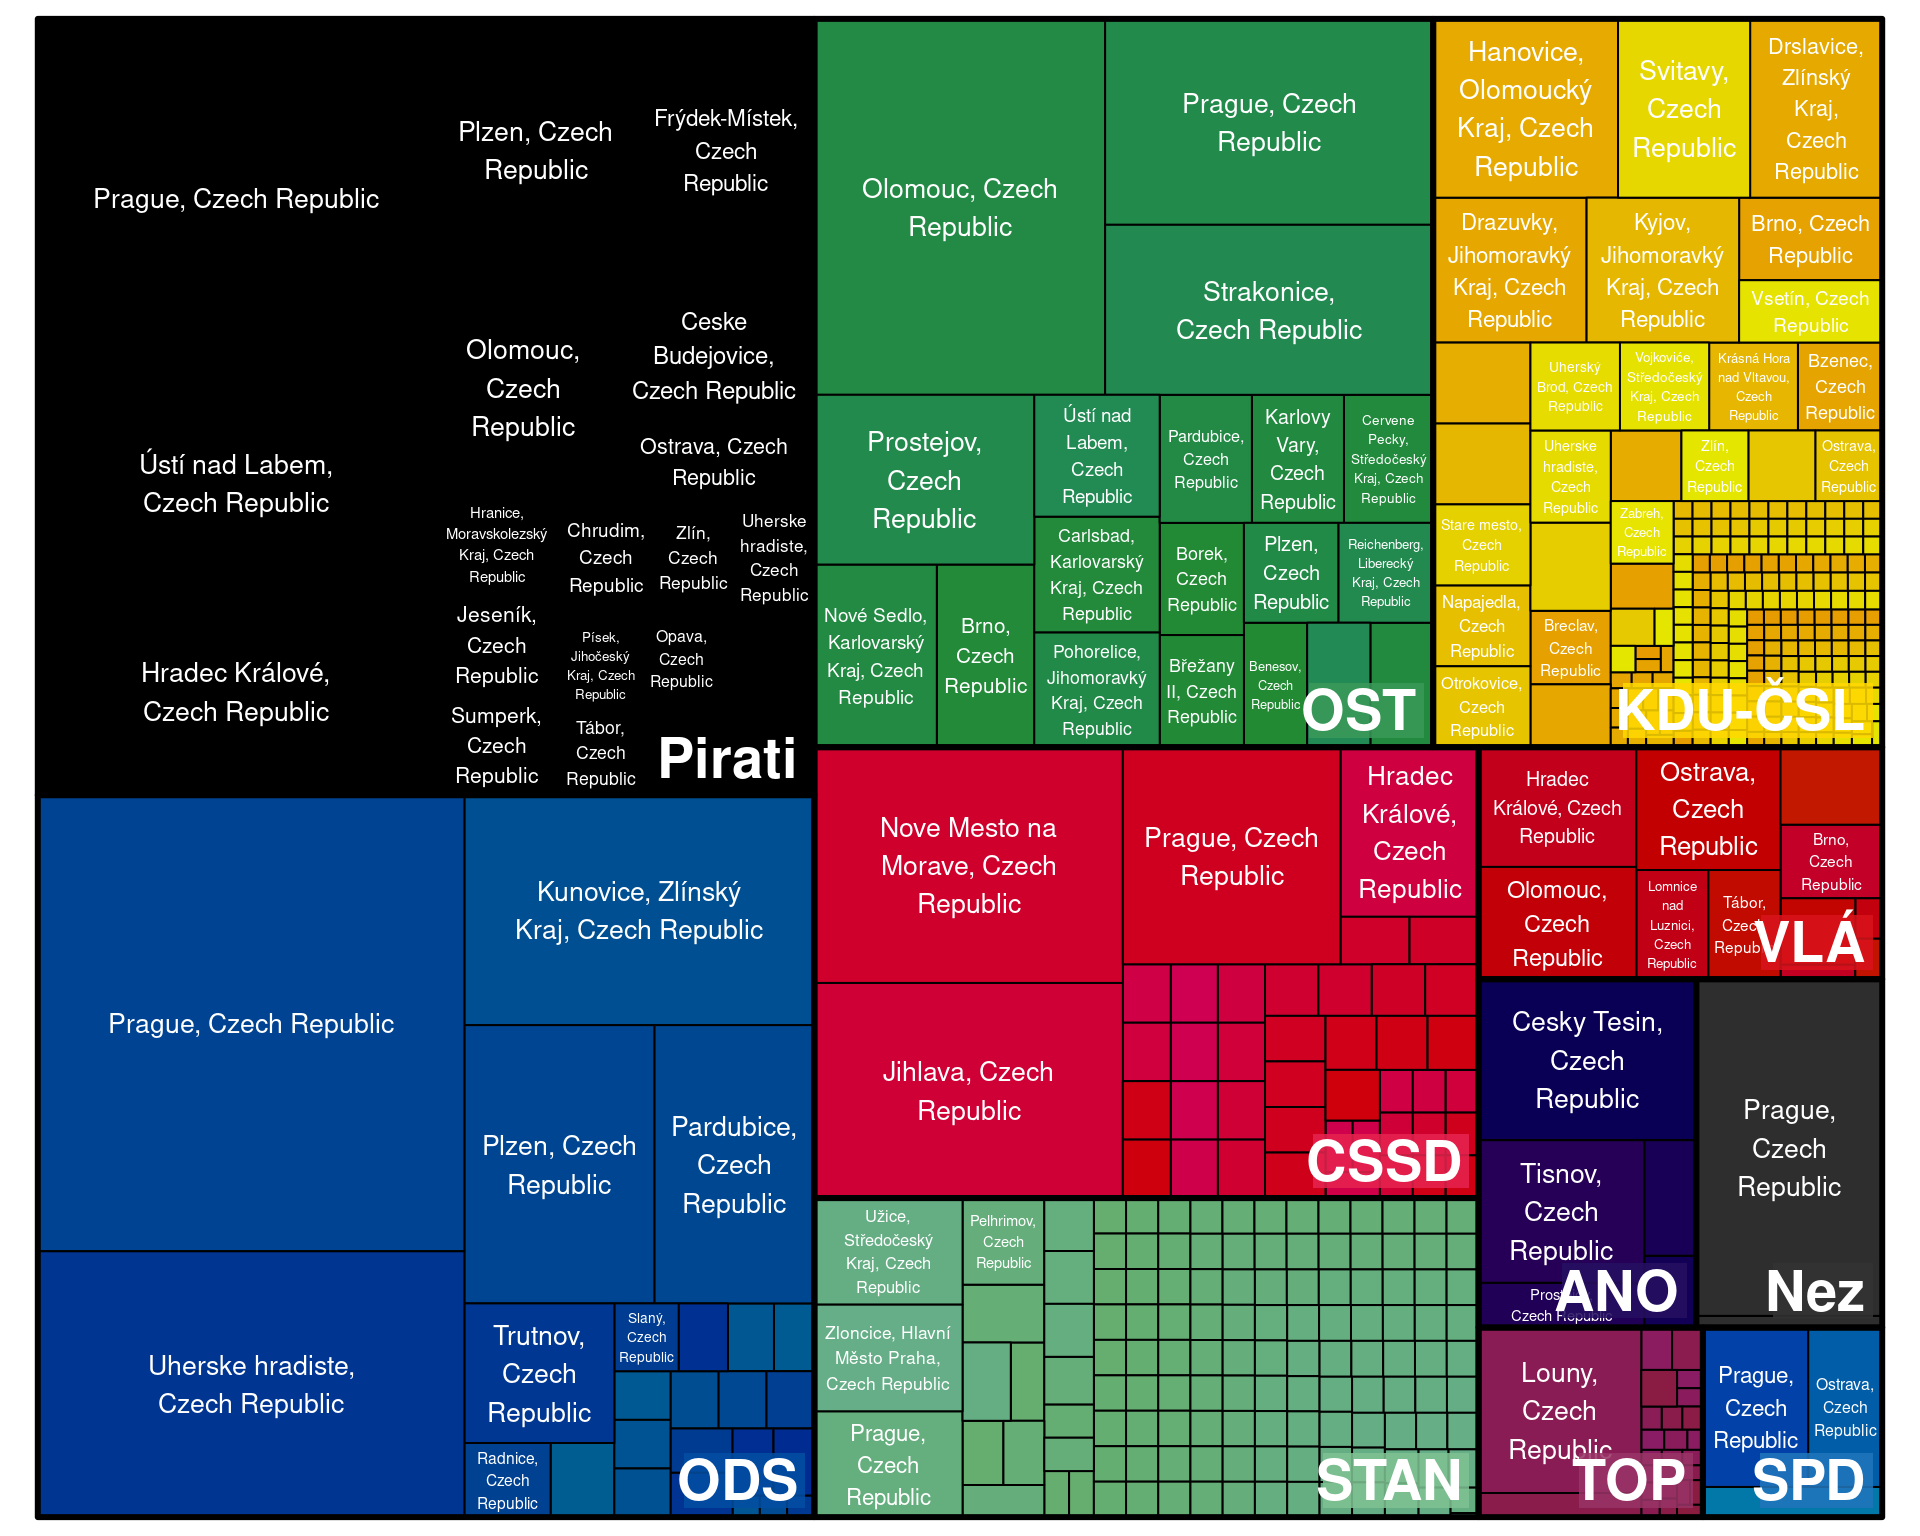 Prague, Czech Republic
Plzen, Czech
Republic
Frýdek-Místek,
Czech
Republic
Ústí nad Labem,
Czech Republic
Olomouc,
Czech
Republic
Ceske
Budejovice,
Czech Republic
Ostrava, Czech
Republic
Hradec Králové,
Czech Republic
Hranice,
Moravskolezský
Kraj, Czech
Republic
Chrudim,
Czech
Republic
Zlín,
Czech
Republic
Uherske
hradiste,
Czech
Republic
Jeseník,
Czech
Republic
Písek,
Jihočeský
Kraj, Czech
Republic
Opava,
Czech
Republic
Sumperk,
Czech
Republic
Tábor,
Czech
Republic
Pirati
Olomouc, Czech
Republic
Prague, Czech
Republic
Strakonice,
Czech Republic
Prostejov,
Czech
Republic
Ústí nad
Labem,
Czech
Republic
Pardubice,
Czech
Republic
Karlovy
Vary,
Czech
Republic
Cervene
Pecky,
Středočeský
Kraj, Czech
Republic
Carlsbad,
Karlovarský
Kraj, Czech
Republic
Borek,
Czech
Republic
Plzen,
Czech
Republic
Reichenberg,
Liberecký
Kraj, Czech
Republic
Nové Sedlo,
Karlovarský
Kraj, Czech
Republic
Brno,
Czech
Republic
Pohorelice,
Jihomoravký
Kraj, Czech
Republic
Břežany
II, Czech
Republic
Benesov,
Czech
Republic
OST
Hanovice,
Olomoucký
Kraj, Czech
Republic
Svitavy,
Czech
Republic
Drslavice,
Zlínský
Kraj,
Czech
Republic
Drazuvky,
Jihomoravký
Kraj, Czech
Republic
Kyjov,
Jihomoravký
Kraj, Czech
Republic
Brno, Czech
Republic
Vsetín, Czech
Republic
Uherský
Brod, Czech
Republic
Vojkoviće,
Středočeský
Kraj, Czech
Republic
Krásná Hora
nad Vltavou,
Czech
Republic
Bzenec,
Czech
Republic
Uherske
hradiste,
Czech
Republic
Zlín,
Czech
Republic
Ostrava,
Czech
Republic
Stare mesto,
Czech
Republic
Zabreh,
Czech
Republic
Napajedla,
Czech
Republic
Breclav,
Czech
Republic
Otrokovice,
Czech
Republic
KDU-ČSL
Prague, Czech Republic
Kunovice, Zlínský
Kraj, Czech Republic
Plzen, Czech
Republic
Pardubice,
Czech
Republic
Uherske hradiste,
Czech Republic
Trutnov,
Czech
Republic
Slaný,
Czech
Republic
Radnice,
Czech
Republic
ODS
Nove Mesto na
Morave, Czech
Republic
Prague, Czech
Republic
Hradec
Králové,
Czech
Republic
Jihlava, Czech
Republic
CSSD
Hradec
Králové, Czech
Republic
Ostrava,
Czech
Republic
Brno,
Czech
Republic
Olomouc,
Czech
Republic
Lomnice
nad
Luznici,
Czech
Republic
Tábor,
Czech
Republic
VLÁ
Cesky Tesin,
Czech
Republic
Tisnov,
Czech
Republic
Czech Republic
ANO
Prague,
Czech
Republic
Nez
Užice,
Středočeský
Kraj, Czech
Republic
Pelhrimov,
Czech
Republic
Zloncice, Hlavní
Město Praha,
Czech Republic
Prague,
Czech
Republic
STAN
Louny,
Czech
Republic
TOP
Prague,
Czech
Republic
Ostrava,
Czech
Republic
SPD